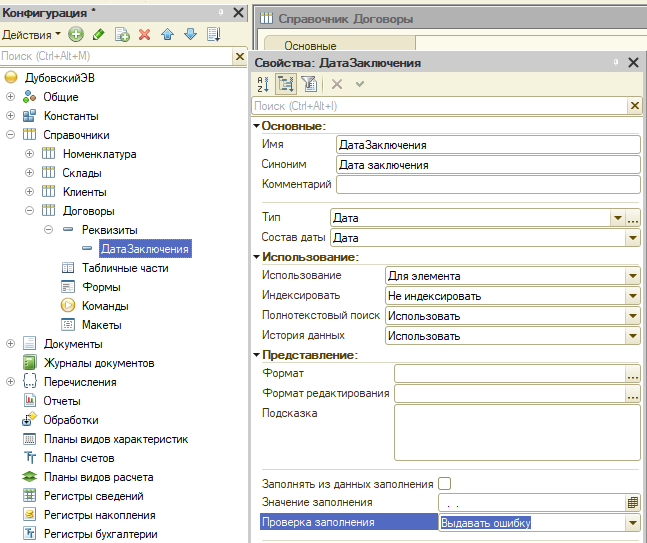 Конфигурация *
Действия
Поиск (Ctrl+Alt+M)
ДубовскийЭВ
Общие
Константы
Справочники
Номенклатура
Склады
Клиенты
Договоры
Реквизиты
ДатаЗаключения
Табличные части
Формы
Команды
Макеты
Документы
Журналы документов
Перечисления
Отчеты
Обработки
Планы видов характеристик
Планы счетов
Планы видов расчета
Регистры сведений
Регистры накопления
Регистры бухгалтерии
Справочник Договоры
Основные
Свойства: ДатаЗаключения
Поиск (Ctrl+Alt+I)
Основные:
Имя ДатаЗаключения
Синоним Дата заключения
Комментарий
Тип Дата ...
Состав даты Дата
Использование:
Использование Для элемента
Индексировать Не индексировать
Полнотекстовый поиск Использовать
История данных Использовать
Представление:
Формат ...
Формат редактирования ...
Подсказка
Заполнять из данных заполнения
Значение заполнения . .
Проверка заполнения Выдавать ошибку